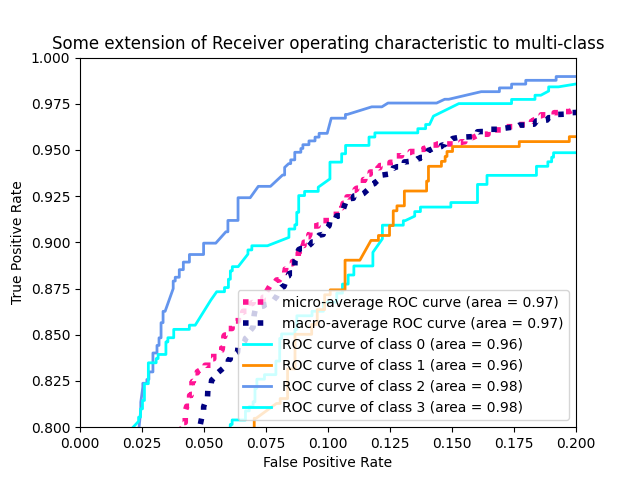 Some extension of Receiver operating characteristic to multi-class
1.000
0.975
0.950
0.925
0.900
0.875
0.850
0.825
0.800
True Positive Rate
micro-average ROC curve (area = 0.97)
macro-average ROC curve (area = 0.97)
ROC curve of class 0 (area = 0.96)
ROC curve of class 1 (area = 0.96)
ROC curve of class 2 (area = 0.98)
ROC curve of class 3 (area = 0.98)
0.000 0.025 0.050 0.075 0.100 0.125 0.150 0.175 0.200
False Positive Rate